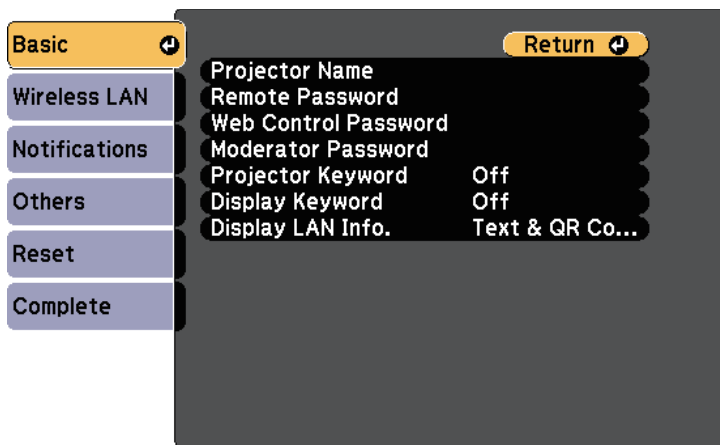 Basic
Wireless LAN
Notifications
Others
Reset
Complete
Return
Projector Name
Remote Password
Web Control Password
Moderator Password
Projector Keyword Off
Display Keyword Off
Display LAN Info. Text & QR Co...